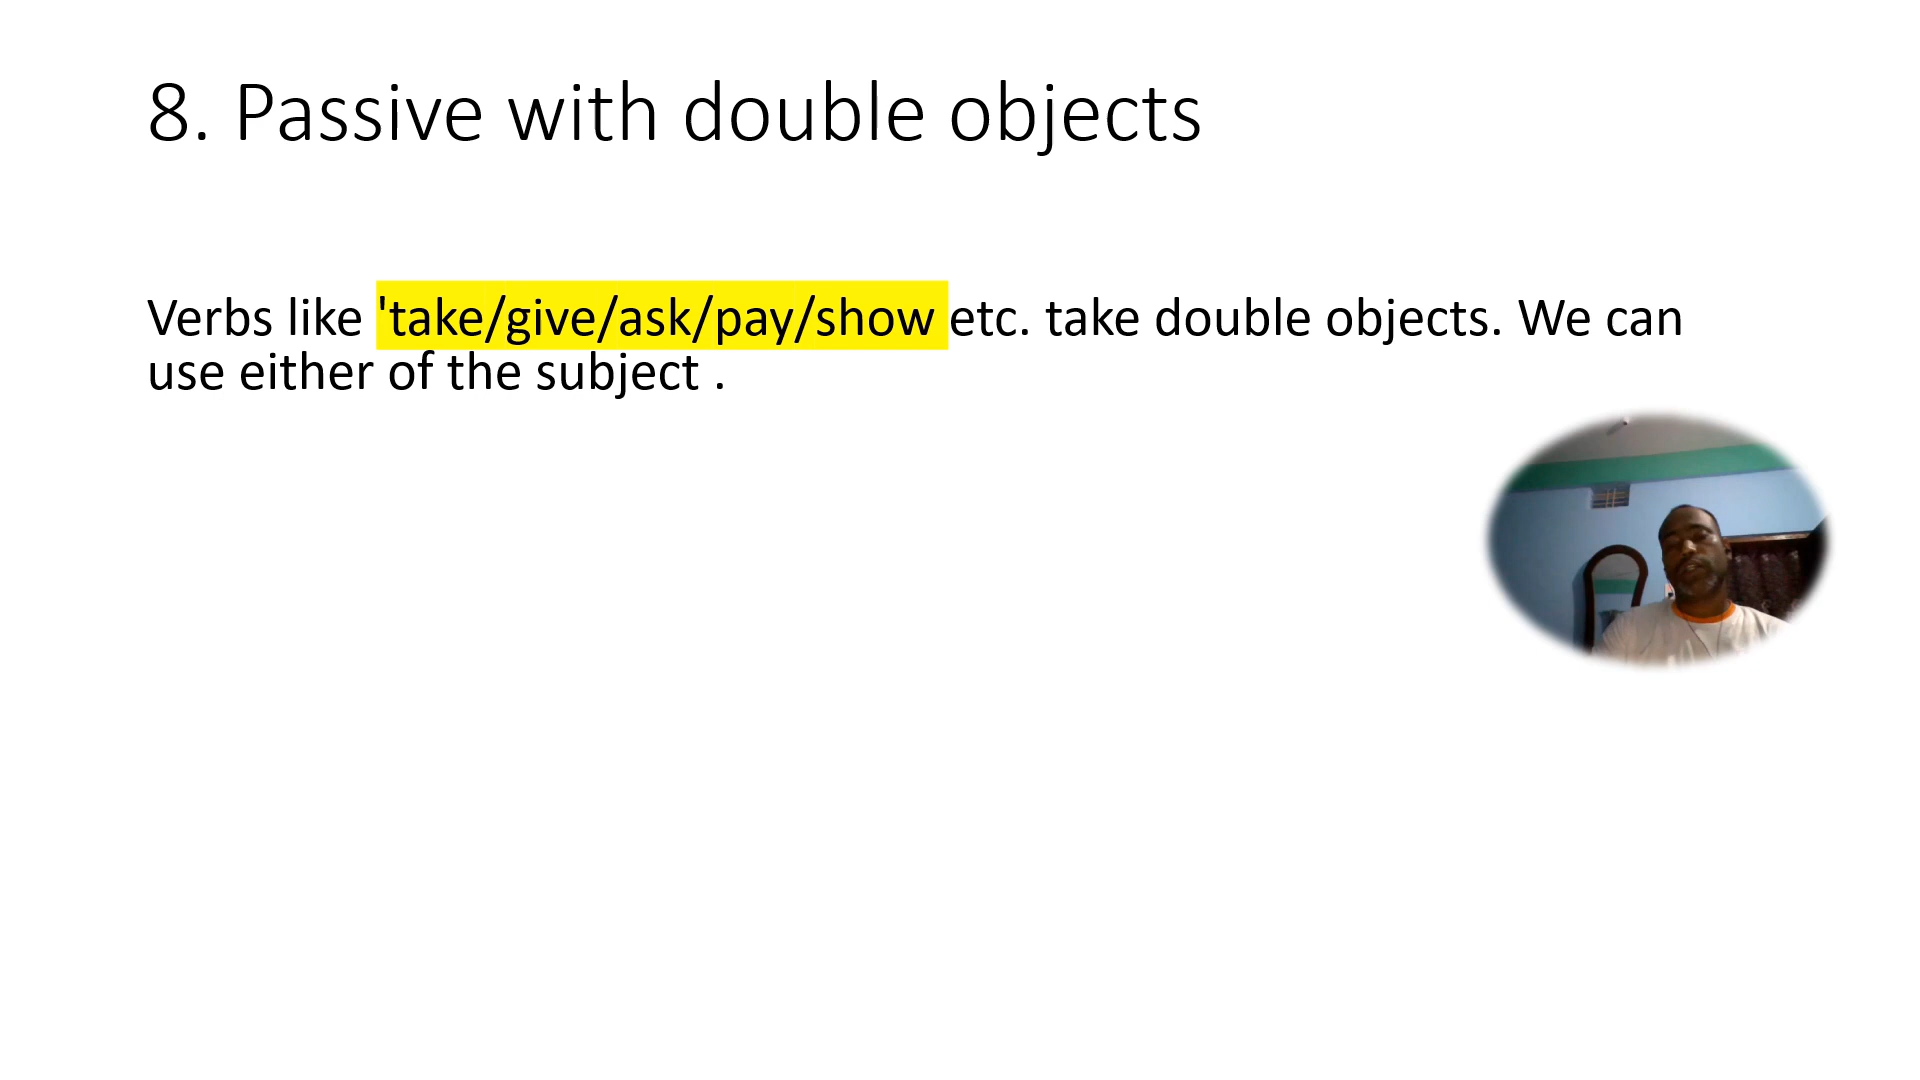 8. Passive with double objects
Verbs like 'take/give/ask/pay/show etc. take double objects. We can
use either of the subject .